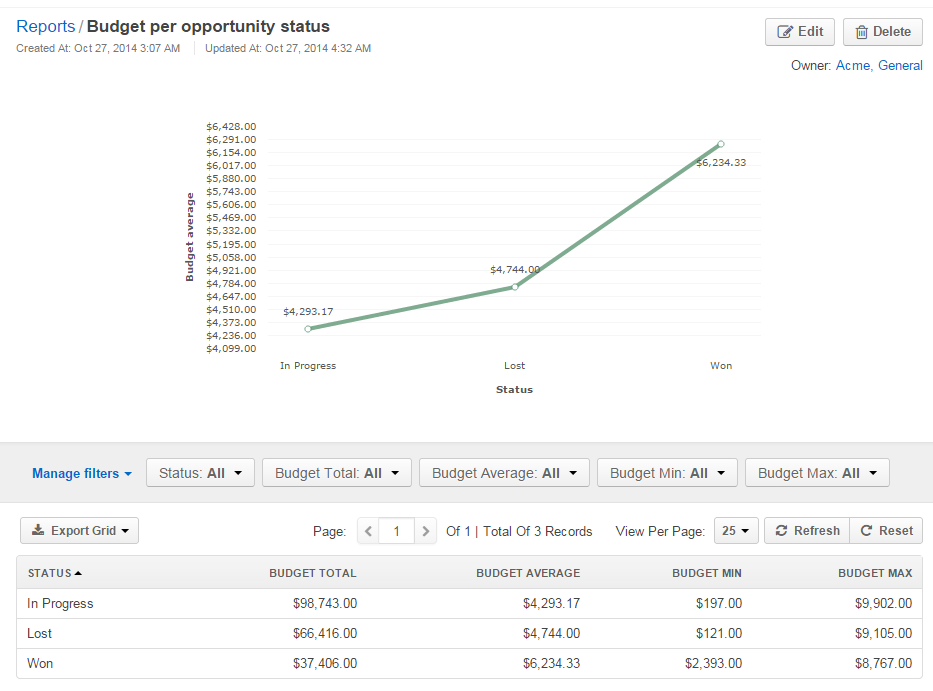 Reports / Budget per opportunity status
Edit
Delete
Created At: Oct 27, 2014 3:07 AM
Updated At: Oct 27, 2014 4:32 AM
Owner: Acme, General
$6,428.00
$6,291.00
$6,154.00
$6,017.00
$5,880.00
$5,743.00
$5,606.00
$5,469.00
$5,332.00
$5,195.00
$5,058.00
$4,921.00
$4,784.00
$4,647.00
$4,510.00
$4,373.00
$4,236.00
$4,099.00
Budget average
$4,293.17
$4,744.00
$6,234.33
In Progress
Lost
Won
Status
Manage filters
Status: All
Budget Total: All
Budget Average: All
Budget Min: All
Budget Max: All
Export Grid
Page: 1 Of 1 | Total Of 3 Records
View Per Page: 25
Refresh
Reset
STATUS BUDGET TOTAL BUDGET AVERAGE BUDGET MIN BUDGET MAX
In Progress $98,743.00 $4,293.17 $197.00 $9,902.00
Lost $66,416.00 $4,744.00 $121.00 $9,105.00
Won $37,406.00 $6,234.33 $2,393.00 $8,767.00